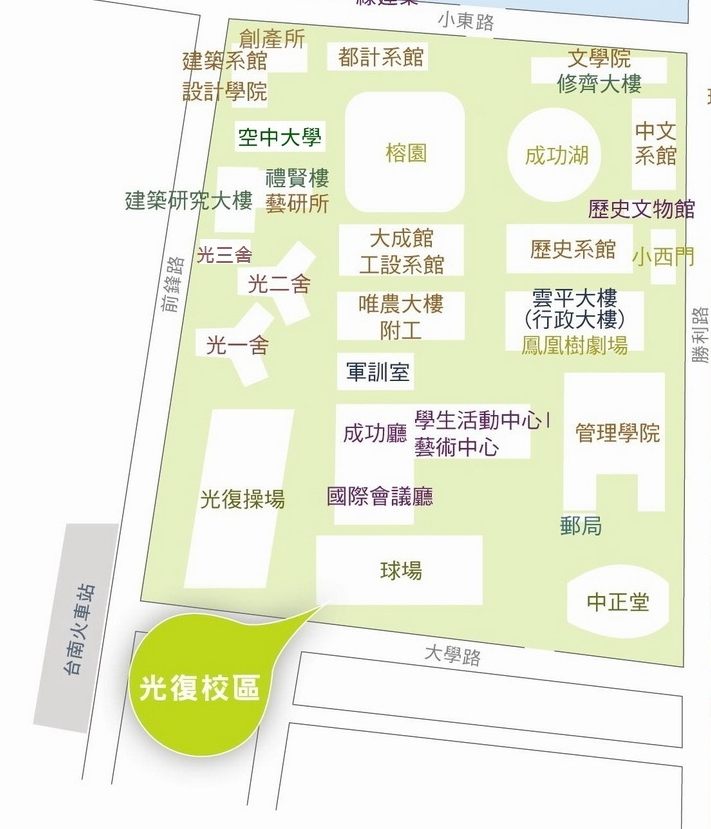 小東路
創產所
建築系館
設計學院
都計系館
文學院
修齊大樓
空中大學
榕園
成功湖
中文
系館
禮賢樓
藝研所
建築研究大樓
歷史文物館
光三舍
大成館
工設系館
歷史系館
小西門
光二舍
前鋒路
唯農大樓
附工
雲平大樓
(行政大樓)
鳳凰樹劇場
勝利路
光一舍
軍訓室
成功廳
學生活動中心I
藝術中心
管理學院
光復操場
國際會議廳
郵局
球場
中正堂
台南火車站
大學路
光復校區